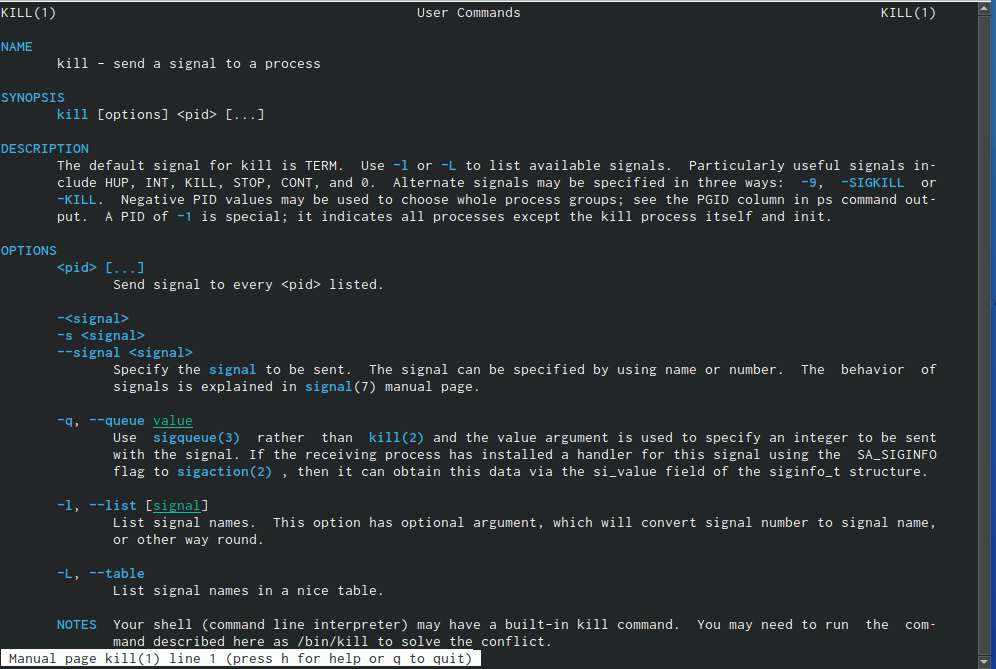 KILL(1) User Commands KILL(1)
NAME
kill - send a signal to a process
SYNOPSIS
kill [options] <pid> [...]
DESCRIPTION
The default signal for kill is TERM. Use -l or -L to list available signals. Particularly useful signals in-
clude HUP, INT, KILL, STOP, CONT, and 0. Alternate signals may be specified in three ways: -9, -SIGKILL or
-KILL. Negative PID values may be used to choose whole process groups; see the PGID column in ps command out-
put. A PID of -1 is special; it indicates all processes except the kill process itself and init.
OPTIONS
<pid> [...]
Send signal to every <pid> listed.
-<signal>
-s <signal>
--signal <signal>
Specify the signal to be sent. The signal can be specified by using name or number. The behavior of
signals is explained in signal(7) manual page.
-q, --queue value
Use sigqueue(3) rather than kill(2) and the value argument is used to specify an integer to be sent
with the signal. If the receiving process has installed a handler for this signal using the SA_SIGINFO
flag to sigaction(2) , then it can obtain this data via the si_value field of the siginfo_t structure.
-l, --list [signal]
List signal names. This option has optional argument, which will convert signal number to signal name,
or other way round.
-L, --table
List signal names in a nice table.
NOTES Your shell (command line interpreter) may have a built-in kill command. You may need to run the com-
mand described here as /bin/kill to solve the conflict.
Manual page kill(1) line 1 (press h for help or q to quit)